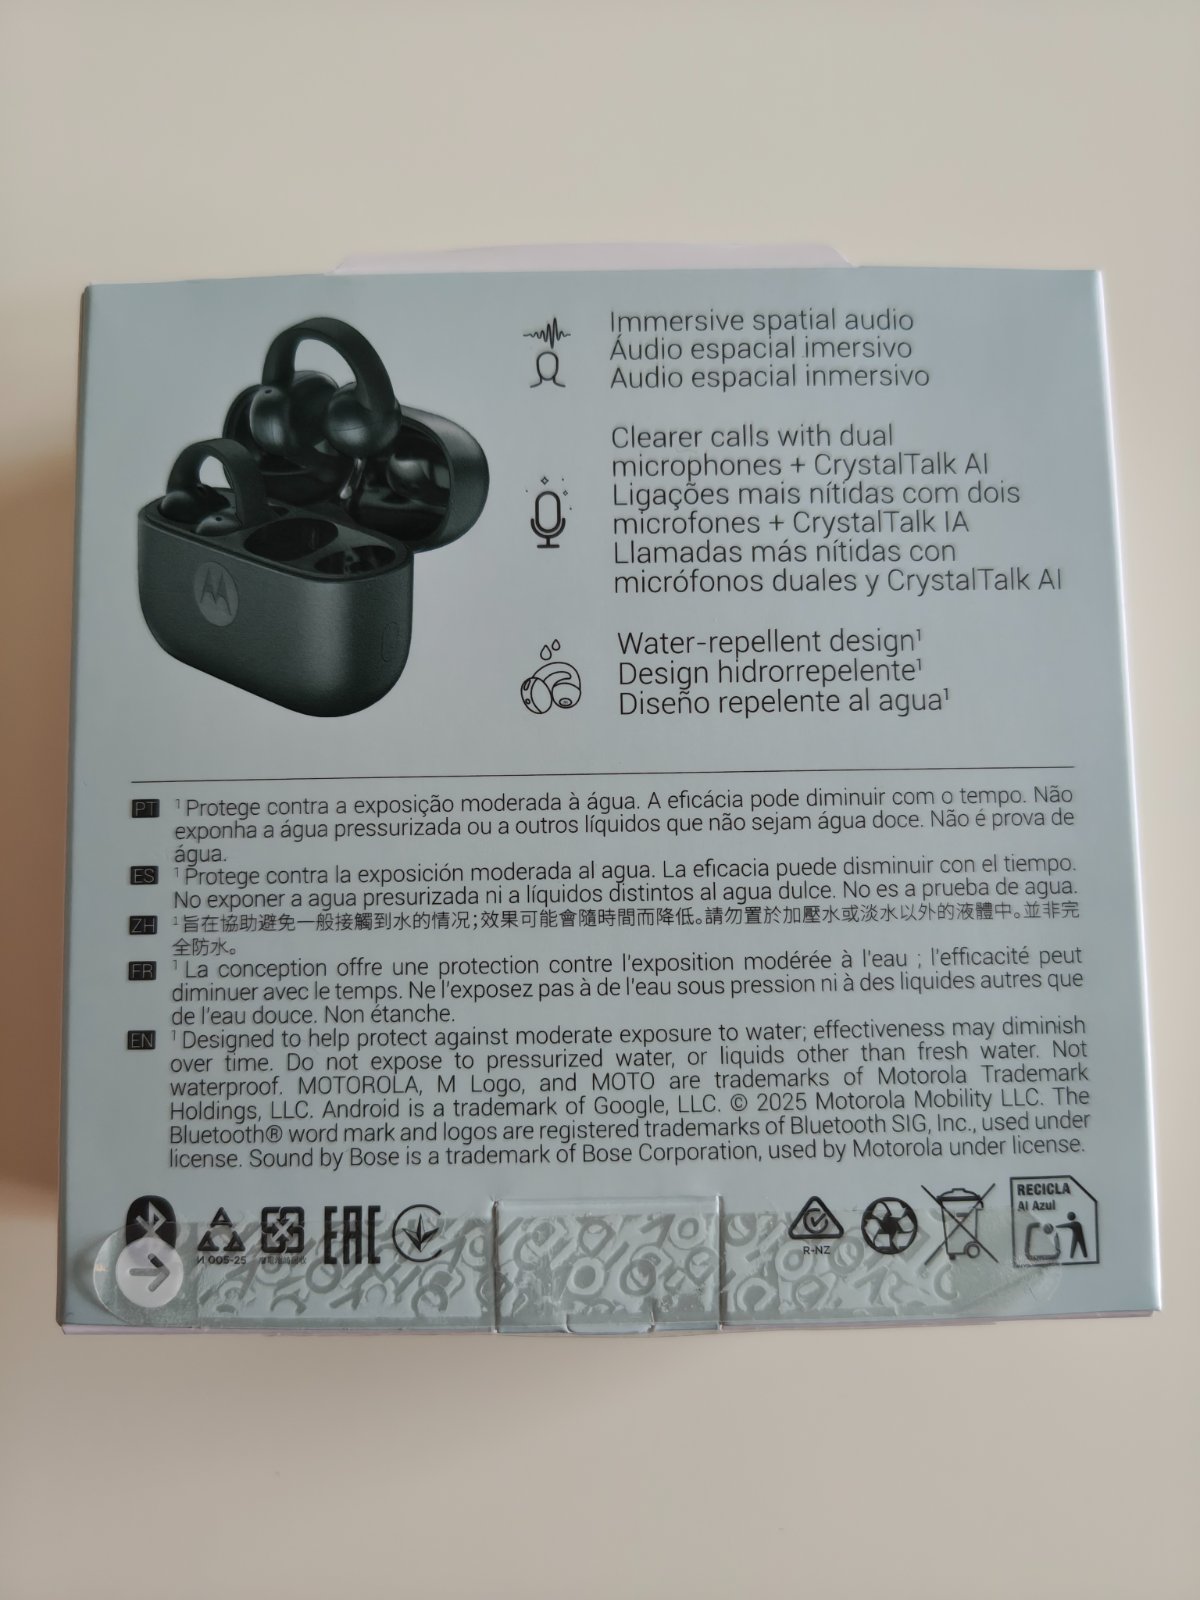 Immersive spatial audio
Áudio espacial imersivo
Audio espacial inmersivo
Clearer calls with dual
microphones + CrystalTalk AI
Ligações mais nítidas com dois
microfones + CrystalTalk IA
Llamadas más nítidas con
micrófonos duales y CrystalTalk AI
Water-repellent design¹
Design hidrorrepelente¹
Diseño repelente al agua¹
PT ¹ Protege contra a exposição moderada à água. A eficácia pode diminuir com o tempo. Não
exponha a água pressurizada ou a outros líquidos que não sejam água doce. Não é prova de
água.
ES ¹ Protege contra la exposición moderada al agua. La eficacia puede disminuir con el tiempo.
No exponer a agua presurizada ni a líquidos distintos al agua dulce. No es a prueba de agua.
ZH ¹ 旨在協助避免一般接觸到水的情況；效果可能會隨時間而降低。請勿置於加壓水或淡水以外的液體中。並非完
全防水。
FR ¹ La conception offre une protection contre l'exposition modérée à l'eau ; l'efficacité peut
diminuer avec le temps. Ne l'exposez pas à de l'eau sous pression ni à des liquides autres que
de l'eau douce. Non étanche.
EN ¹ Designed to help protect against moderate exposure to water; effectiveness may diminish
over time. Do not expose to pressurized water, or liquids other than fresh water. Not
waterproof. MOTOROLA, M Logo, and MOTO are trademarks of Motorola Trademark
Holdings, LLC. Android is a trademark of Google, LLC. © 2025 Motorola Mobility LLC. The
Bluetooth® word mark and logos are registered trademarks of Bluetooth SIG, Inc., used under
license. Sound by Bose is a trademark of Bose Corporation, used by Motorola under license.
И 005-25
EAC
R-NZ
RECICLA
Al Azul